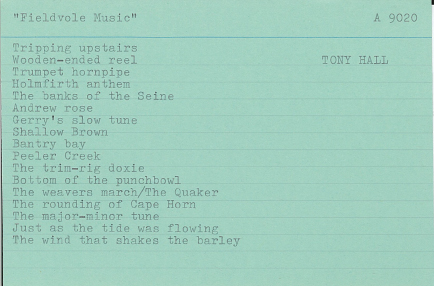 "Fieldvole Music" A 9020
Tripping upstairs
Wooden-ended reel TONY HALL
Trumpet hornpipe
Holmfirth anthem
The banks of the Seine
Andrew rose
Gerry's slow tune
Shallow Brown
Bantry bay
Peeler Creek
The trim-rig doxie
Bottom of the punchbowl
The weavers march/The Quaker
The rounding of Cape Horn
The major-minor tune
Just as the tide was flowing
The wind that shakes the barley